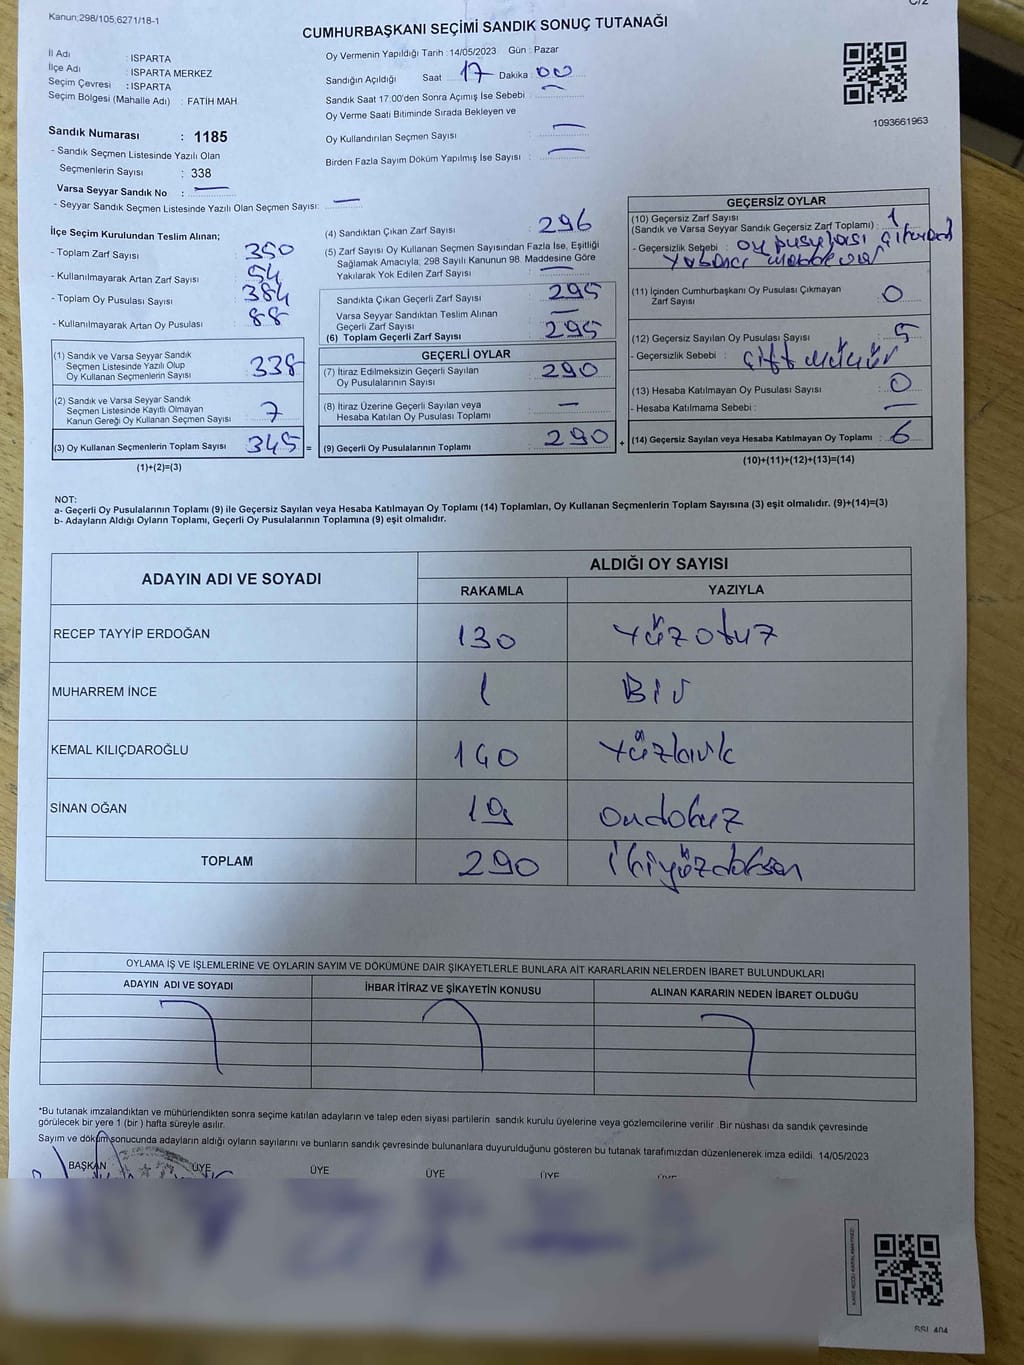 Kanun:298/105,6271/18-1
C/2
CUMHURBAŞKANI SEÇİMİ SANDIK SONUÇ TUTANAĞI
İl Adı : ISPARTA
İlçe Adı : ISPARTA MERKEZ
Seçim Çevresi : ISPARTA
Seçim Bölgesi (Mahalle Adı) : FATİH MAH
Sandık Numarası : 1185
- Sandık Seçmen Listesinde Yazılı Olan
Seçmenlerin Sayısı : 338
Varsa Seyyar Sandık No :
- Seyyar Sandık Seçmen Listesinde Yazılı Olan Seçmen Sayısı:
Oy Vermenin Yapıldığı Tarih : 14/05/2023 Gün : Pazar
Sandığın Açıldığı Saat 17 Dakika : 00
Sandık Saat 17:00'den Sonra Açımış İse Sebebi :
Oy Verme Saati Bitiminde Sırada Bekleyen ve
Oy Kullandırılan Seçmen Sayısı :
Birden Fazla Sayım Döküm Yapılmış İse Sayısı :
1093661963
İlçe Seçim Kurulundan Teslim Alınan;
- Toplam Zarf Sayısı : 350
- Kullanılmayarak Artan Zarf Sayısı : 54
- Toplam Oy Pusulası Sayısı : 384
- Kullanılmayarak Artan Oy Pusulası : 88
(1) Sandık ve Varsa Seyyar Sandık
Seçmen Listesinde Yazılı Olup
Oy Kullanan Seçmenlerin Sayısı : 338
(2) Sandık ve Varsa Seyyar Sandık
Seçmen Listesinde Kayıtlı Olmayan
Kanun Gereği Oy Kullanan Seçmen Sayısı : 7
(3) Oy Kullanan Seçmenlerin Toplam Sayısı : 345 =
(1)+(2)=(3)
(4) Sandıktan Çıkan Zarf Sayısı : 296
(5) Zarf Sayısı Oy Kullanan Seçmen Sayısından Fazla İse, Eşitliği
Sağlamak Amacıyla, 298 Sayılı Kanunun 98. Maddesine Göre
Yakılarak Yok Edilen Zarf Sayısı :
Sandıkta Çıkan Geçerli Zarf Sayısı : 295
Varsa Seyyar Sandıktan Teslim Alınan
Geçerli Zarf Sayısı :
(6) Toplam Geçerli Zarf Sayısı : 295
GEÇERLİ OYLAR
(7) İtiraz Edilmeksizin Geçerli Sayılan
Oy Pusulalarının Sayısı : 290
(8) İtiraz Üzerine Geçerli Sayılan veya
Hesaba Katılan Oy Pusulası Toplamı : –
(9) Geçerli Oy Pusulalarının Toplamı : 290 +
GEÇERSİZ OYLAR
(10) Geçersiz Zarf Sayısı
(Sandık ve Varsa Seyyar Sandık Geçersiz Zarf Toplamı) : 1
- Geçersizlik Sebebi : oy pusulası
Yabancı
(11) İçinden Cumhurbaşkanı Oy Pusulası Çıkmayan
Zarf Sayısı : 0
(12) Geçersiz Sayılan Oy Pusulası Sayısı : 5
- Geçersizlik Sebebi : çift mühür
(13) Hesaba Katılmayan Oy Pusulası Sayısı : 0
- Hesaba Katılmama Sebebi :
(14) Geçersiz Sayılan veya Hesaba Katılmayan Oy Toplamı : 6
(10)+(11)+(12)+(13)=(14)
NOT:
a- Geçerli Oy Pusulalarının Toplamı (9) ile Geçersiz Sayılan veya Hesaba Katılmayan Oy Toplamı (14) Toplamları, Oy Kullanan Seçmenlerin Toplam Sayısına (3) eşit olmalıdır. (9)+(14)=(3)
b- Adayların Aldığı Oyların Toplamı, Geçerli Oy Pusulalarının Toplamına (9) eşit olmalıdır.
ADAYIN ADI VE SOYADI
ALDIĞI OY SAYISI
RAKAMLA YAZIYLA
RECEP TAYYİP ERDOĞAN 130 Yüzotuz
MUHARREM İNCE 1 Bir
KEMAL KILIÇDAROĞLU 140 Yüzkırk
SİNAN OĞAN 19 ondokuz
TOPLAM 290 ikiyüzdoksan
OYLAMA İŞ VE İŞLEMLERİNE VE OYLARIN SAYIM VE DÖKÜMÜNE DAİR ŞİKAYETLERLE BUNLARA AİT KARARLARIN NELERDEN İBARET BULUNDUKLARI
ADAYIN ADI VE SOYADI İHBAR İTİRAZ VE ŞİKAYETİN KONUSU ALINAN KARARIN NEDEN İBARET OLDUĞU
*Bu tutanak imzalandıktan ve mühürlendikten sonra seçime katılan adayların ve talep eden siyasi partilerin sandık kurulu üyelerine veya gözlemcilerine verilir .Bir nüshası da sandık çevresinde
görülecek bir yere 1 (bir ) hafta süreyle asılır.
Sayım ve döküm sonucunda adayların aldığı oyların sayılarını ve bunların sandık çevresinde bulunanlara duyurulduğunu gösteren bu tutanak tarafımızdan düzenlenerek imza edildi. 14/05/2023
BAŞKAN ÜYE ÜYE ÜYE ÜYE ÜYE